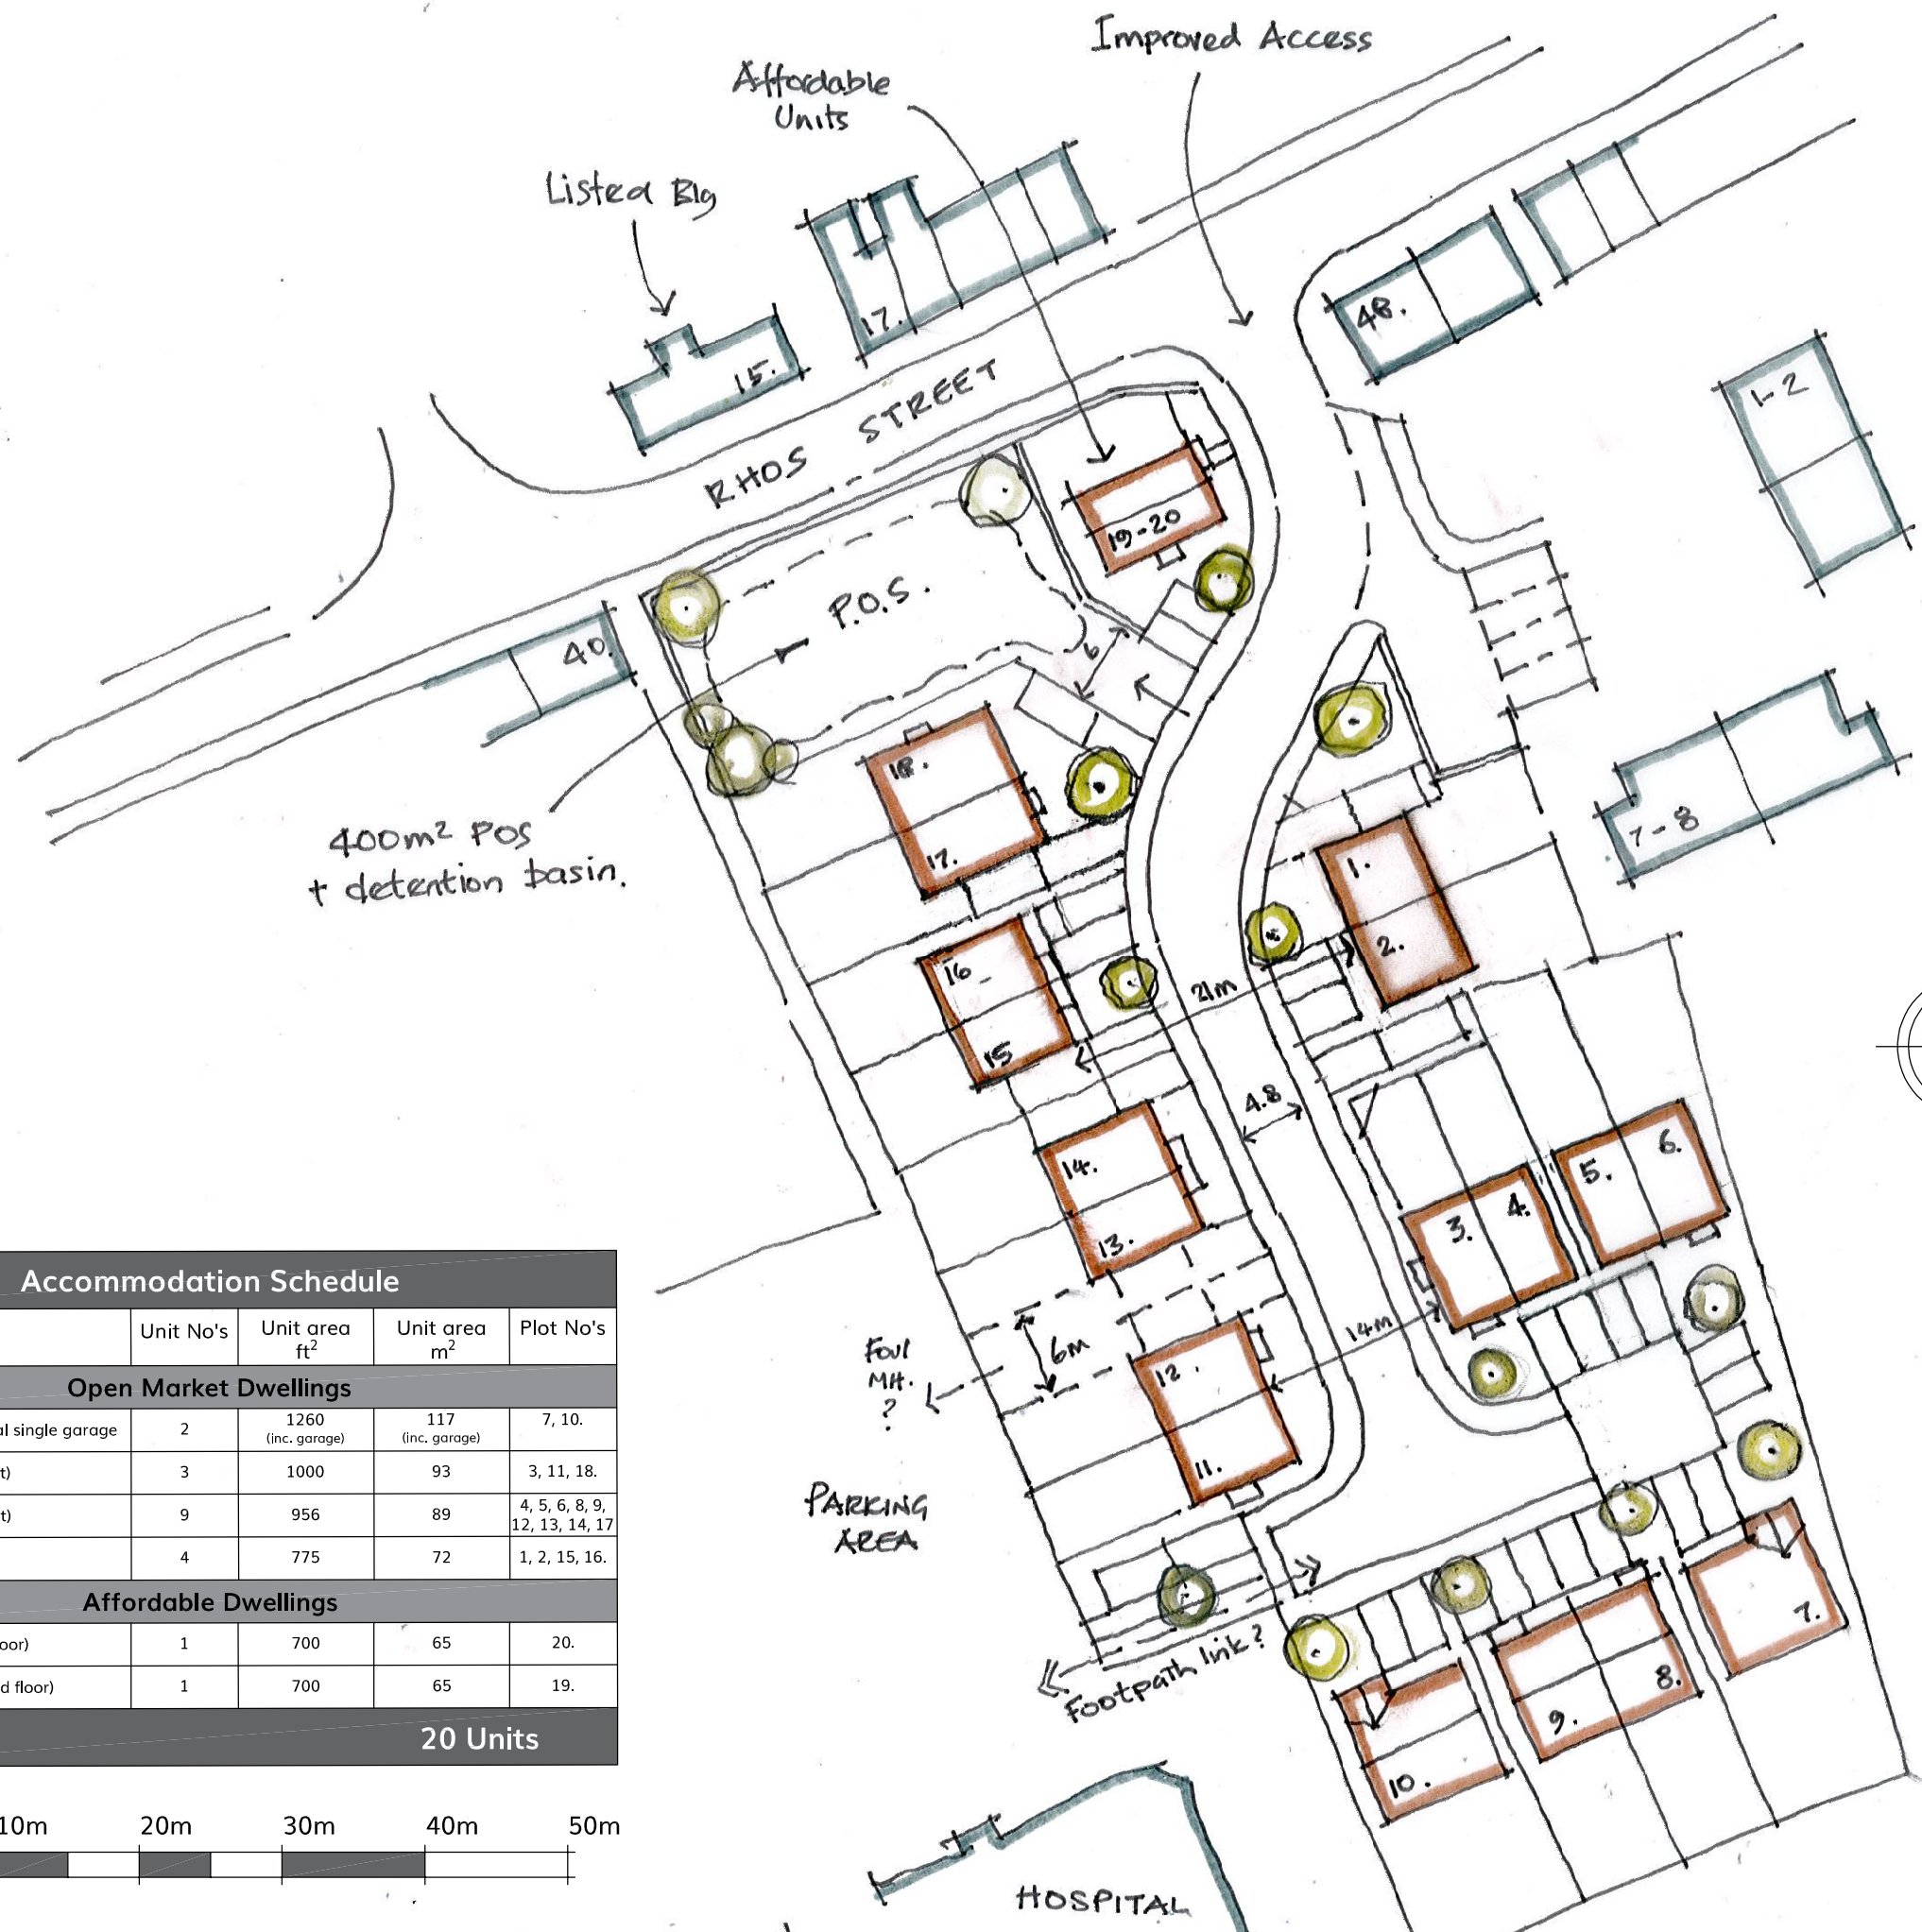 Improved Access
Affordable
Units
Listed Blg
17.
48.
15.
1-2
RHOS STREET
19-20
P.O.S.
40.
6
18.
17.
7-8
400m² POS
+ detention basin.
1.
2.
16
15
21m
4.8
14.
13.
3.
4.
5.
6.
14m
Foul
MH.
?
6m
12.
11.
PARKING
AREA
Footpath link?
7.
8.
9.
10.
HOSPITAL
Accommodation Schedule
Unit No's Unit area ft² Unit area m² Plot No's
Open Market Dwellings
al single garage 2 1260 (inc. garage) 117 (inc. garage) 7, 10.
t) 3 1000 93 3, 11, 18.
t) 9 956 89 4, 5, 6, 8, 9, 12, 13, 14, 17
4 775 72 1, 2, 15, 16.
Affordable Dwellings
oor) 1 700 65 20.
d floor) 1 700 65 19.
20 Units
10m 20m 30m 40m 50m